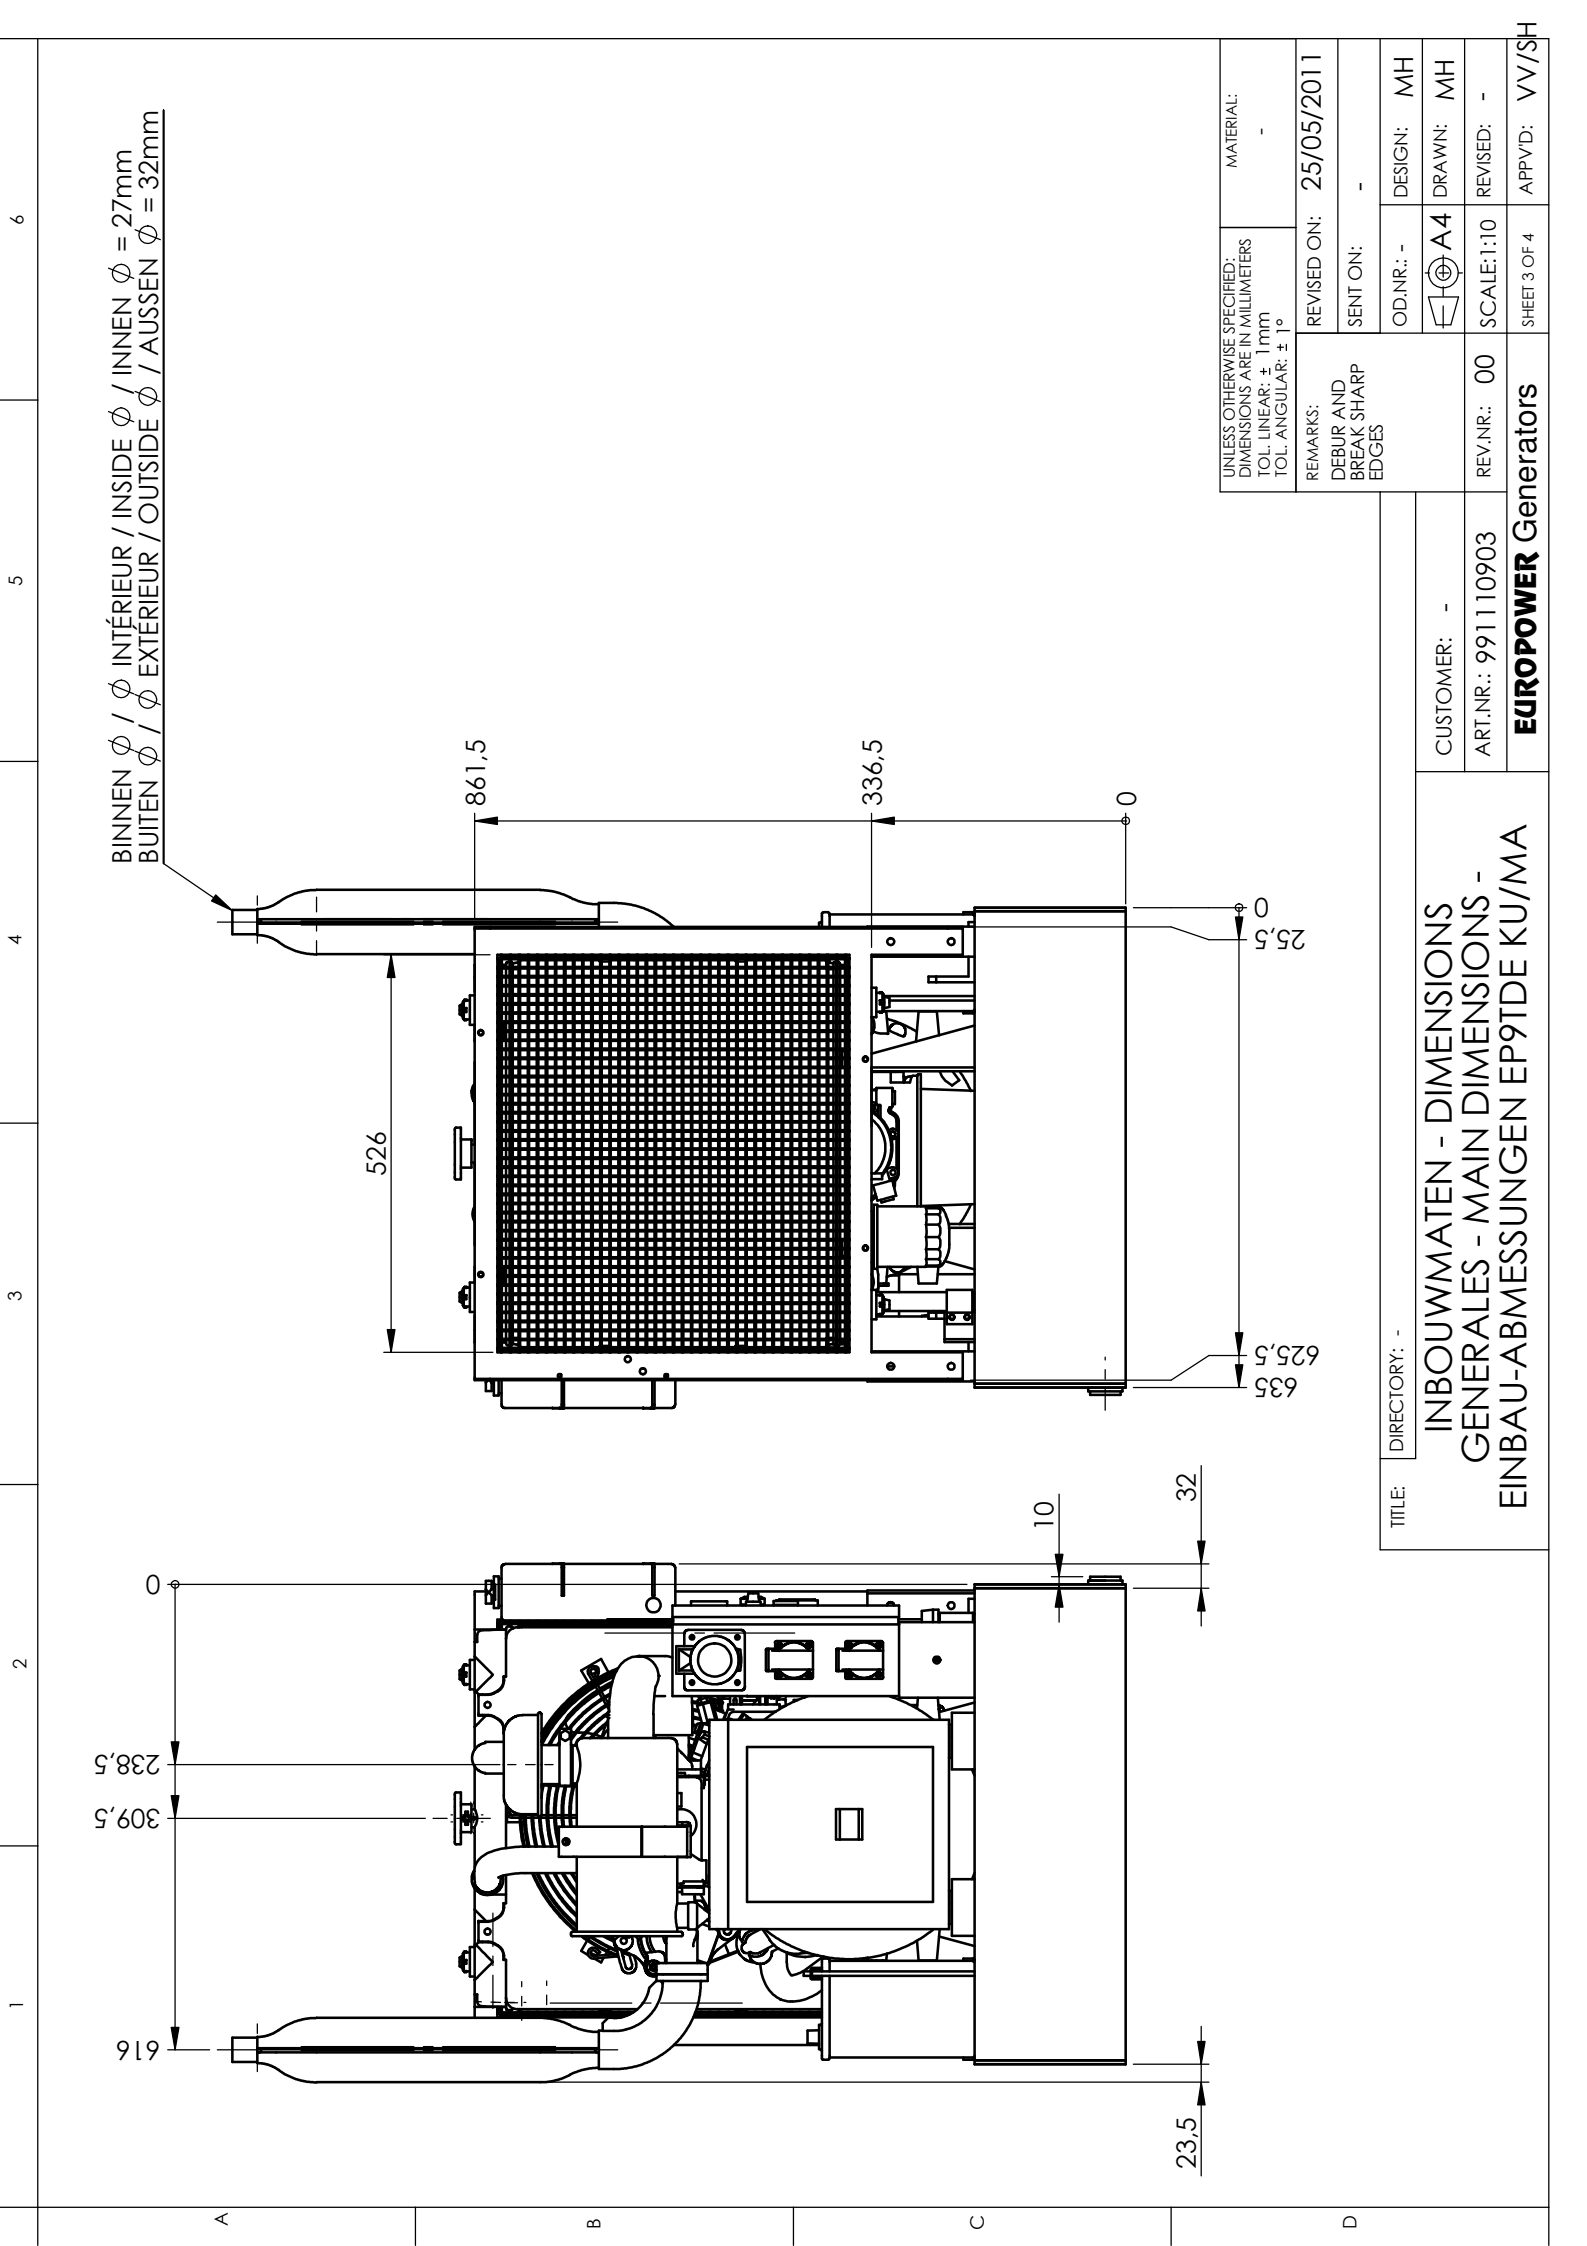 1
2
3
4
5
6
A
B
C
D
BINNEN ⌀ / ⌀ INTÉRIEUR / INSIDE ⌀ / INNEN ⌀ = 27mm
BUITEN ⌀ / ⌀ EXTÉRIEUR / OUTSIDE ⌀ / AUSSEN ⌀ = 32mm
616
309,5
238,5
0
23,5
10
32
526
861,5
336,5
0
635
625,5
25,5
0
UNLESS OTHERWISE SPECIFIED:
DIMENSIONS ARE IN MILLIMETERS
TOL. LINEAR: ± 1mm
TOL. ANGULAR: ± 1°
MATERIAL:
-
REMARKS:
DEBUR AND
BREAK SHARP
EDGES
REVISED ON: 25/05/2011
SENT ON: -
OD.NR.: -
DESIGN: MH
A4
DRAWN: MH
SCALE:1:10
REVISED: -
SHEET 3 OF 4
APPV'D: VV/SH
TITLE:
DIRECTORY: -
INBOUWMATEN - DIMENSIONS
GENERALES - MAIN DIMENSIONS -
EINBAU-ABMESSUNGEN EP9TDE KU/MA
CUSTOMER: -
ART.NR.: 991110903
REV.NR.: 00
EUROPOWER Generators